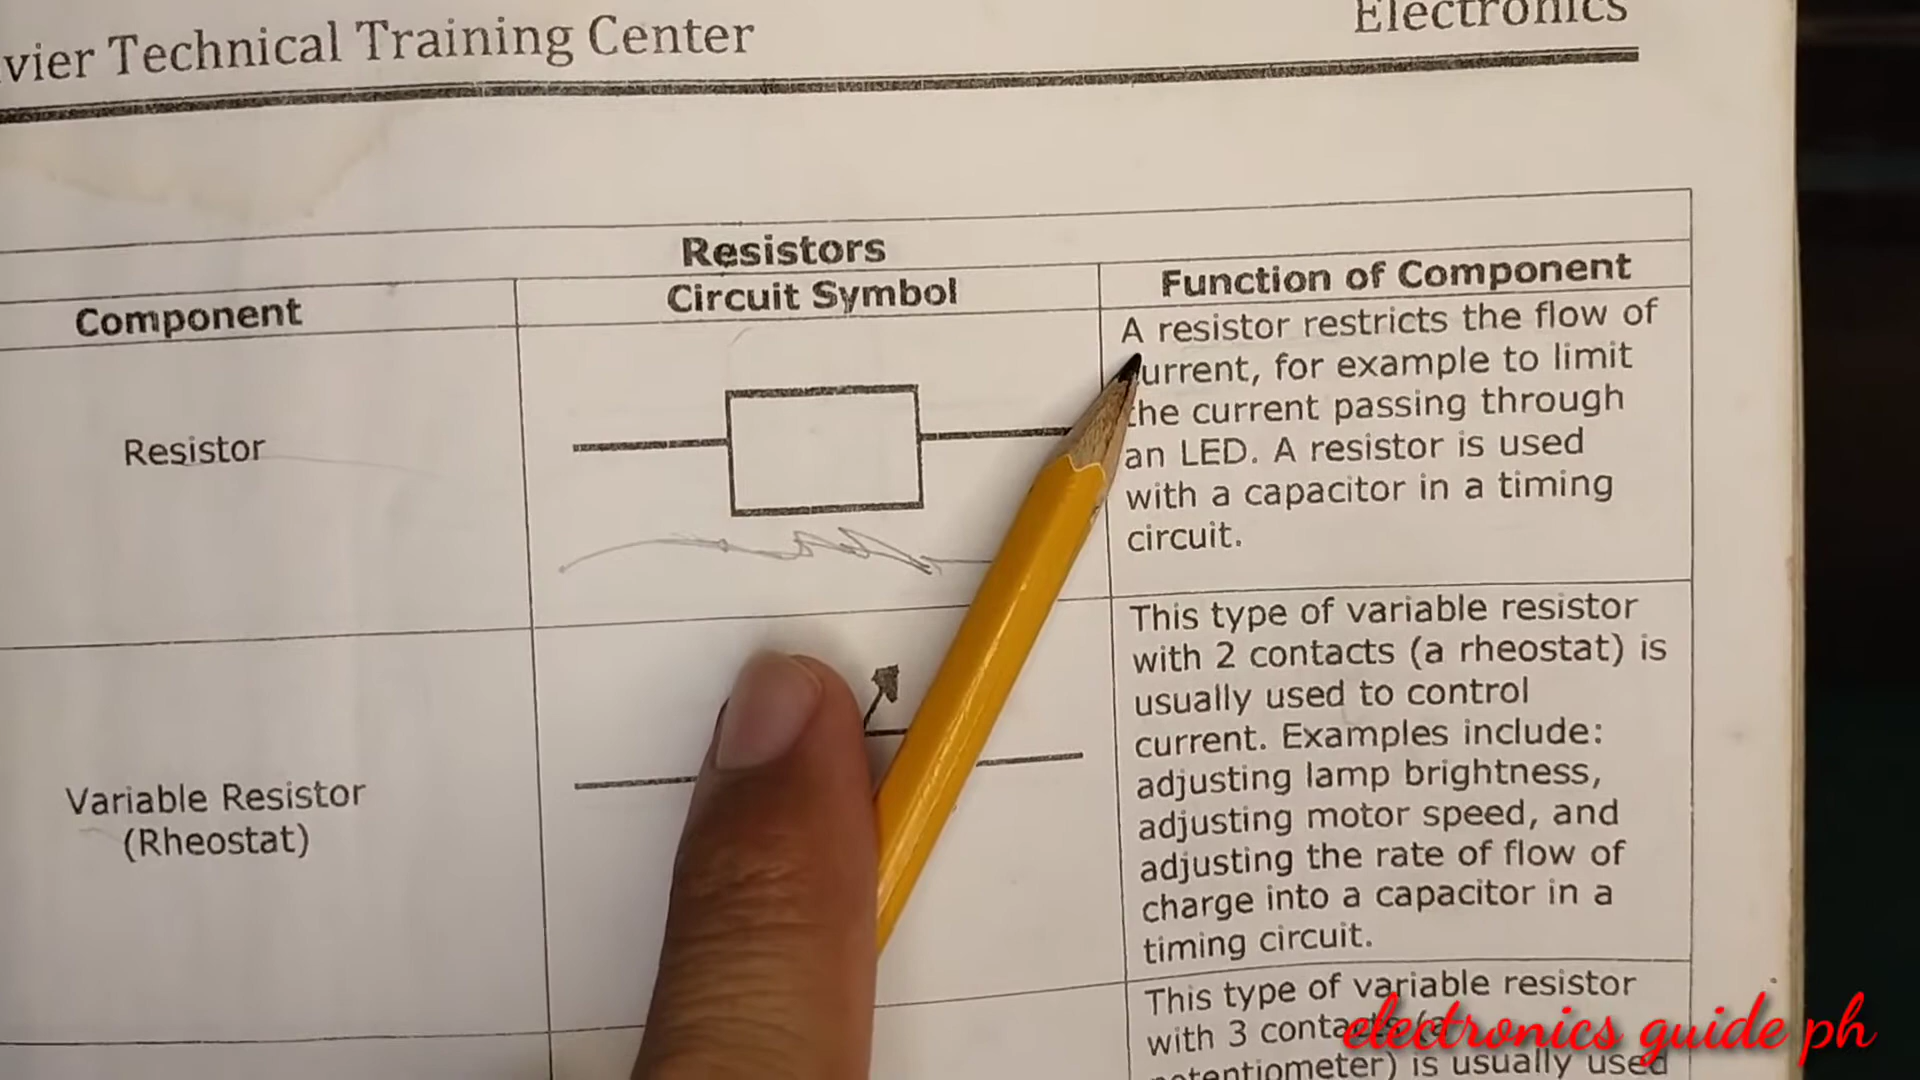 Technical Training Center
Electronics
Resistors
Component
Circuit Symbol
Function of Component
Resistor
A resistor restricts the flow of
current, for example to limit
the current passing through
an LED. A resistor is used
with a capacitor in a timing
circuit.
Variable Resistor
(Rheostat)
This type of variable resistor
with 2 contacts (a rheostat) is
usually used to control
current. Examples include:
adjusting lamp brightness,
adjusting motor speed, and
adjusting the rate of flow of
charge into a capacitor in a
timing circuit.
This type of variable resistor
with 3 contacts (a
potentiometer) is usually used
electronics guide ph